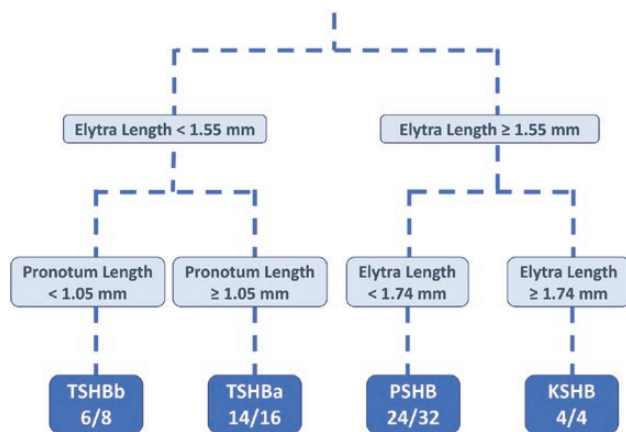 Elytra Length < 1.55 mm
Elytra Length ≥ 1.55 mm
Pronotum Length
< 1.05 mm
Pronotum Length
≥ 1.05 mm
Elytra Length
< 1.74 mm
Elytra Length
≥ 1.74 mm
TSHBb
6/8
TSHBa
14/16
PSHB
24/32
KSHB
4/4